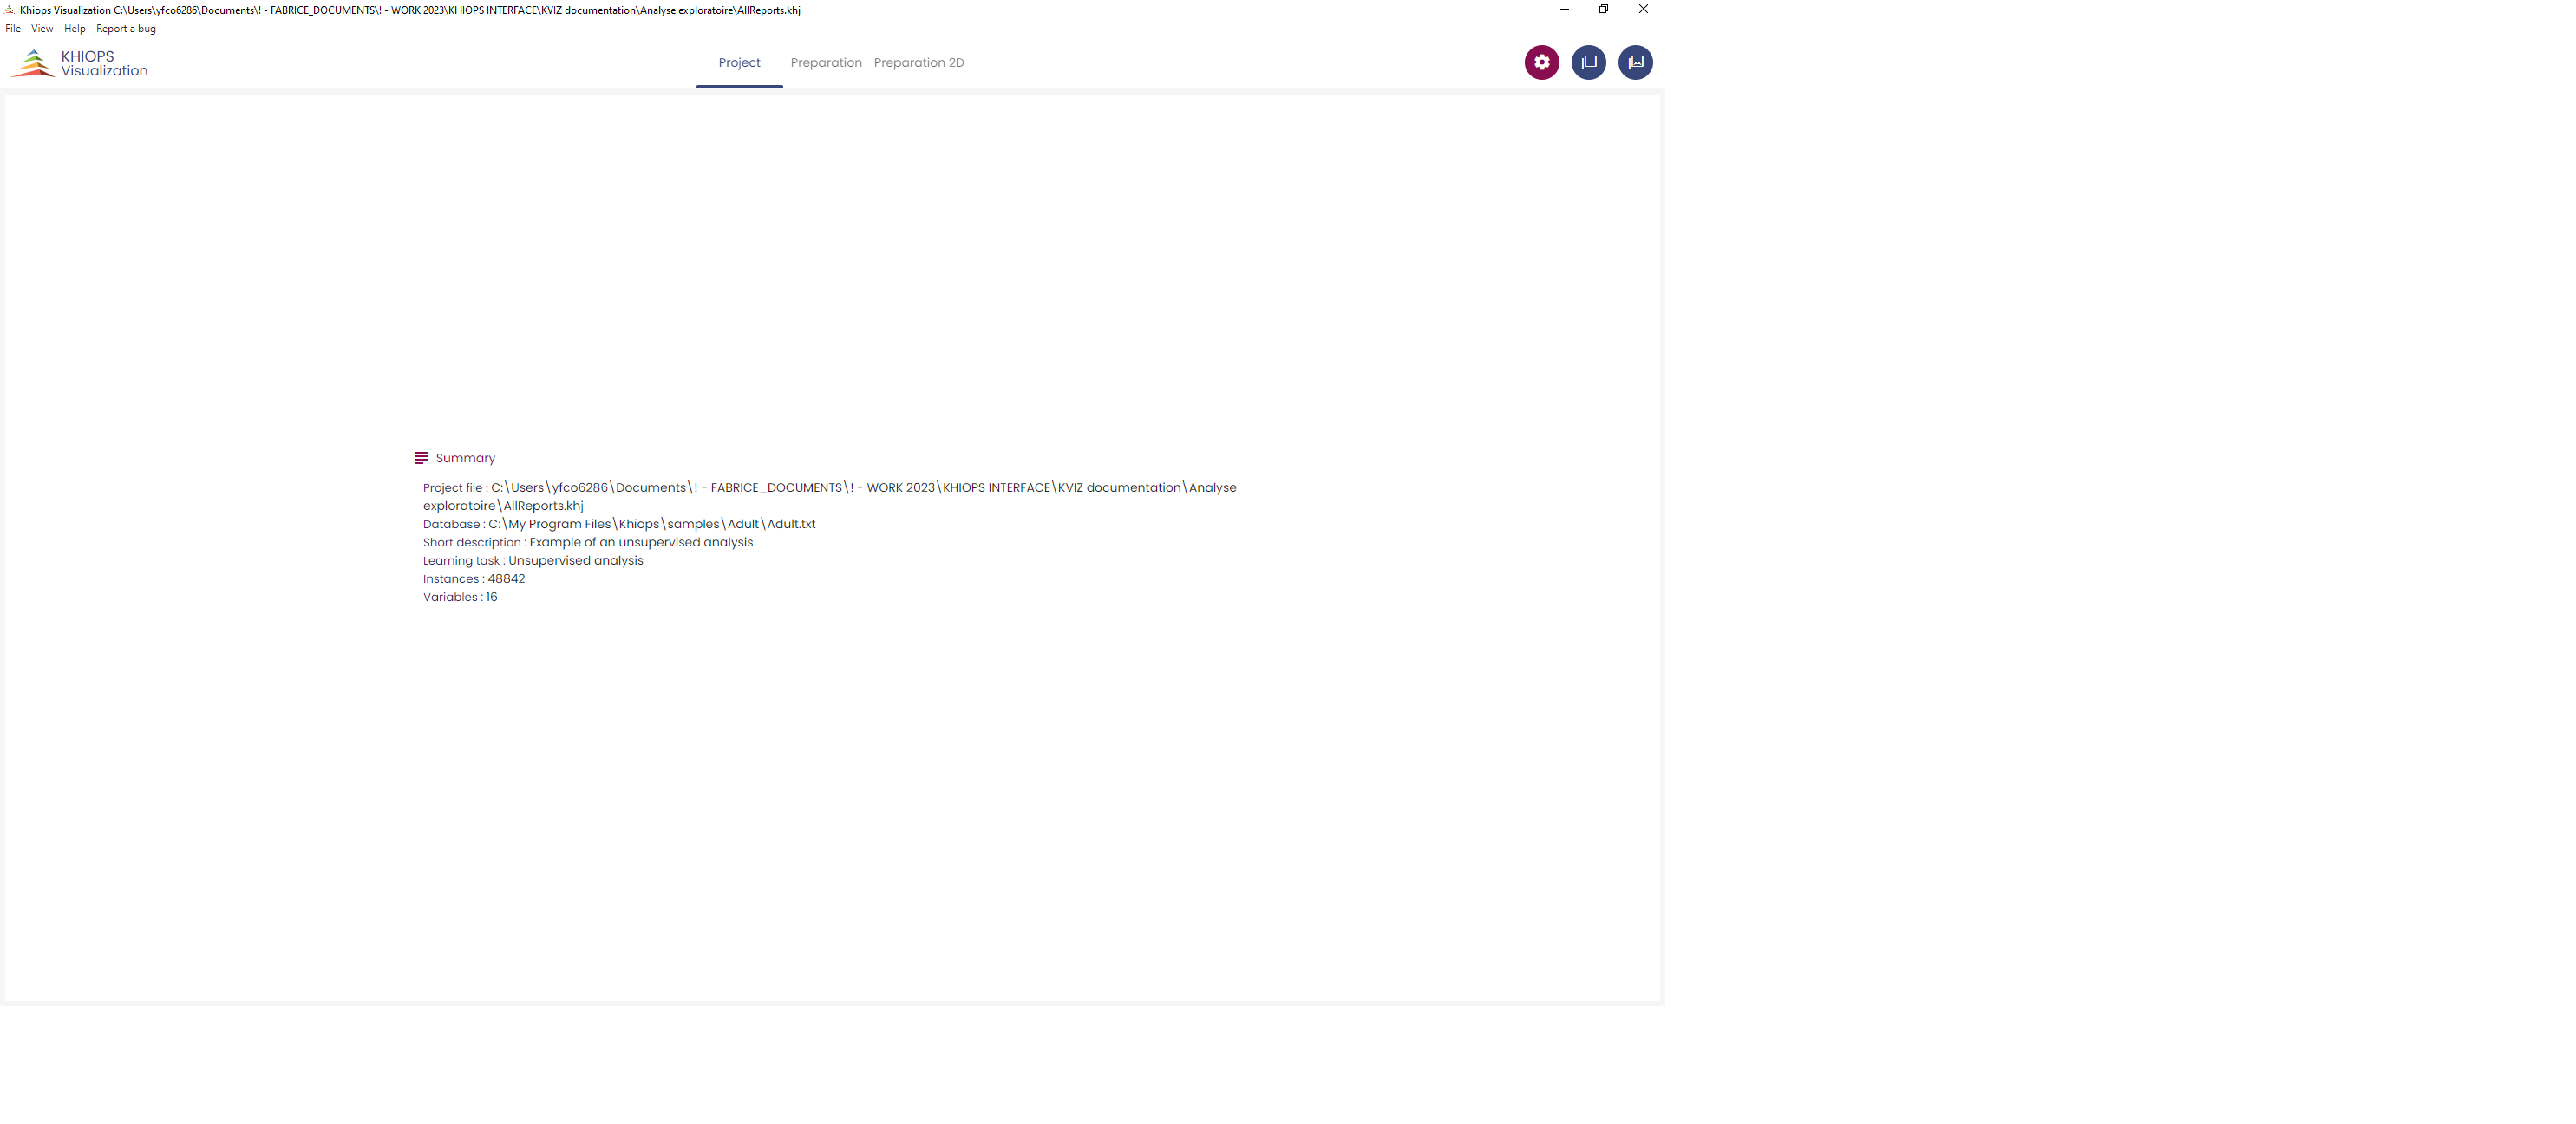 Khiops Visualization C:\Users\yfco6286\Documents\! - FABRICE_DOCUMENTS\! - WORK 2023\KHIOPS INTERFACE\KVIZ documentation\Analyse exploratoire\AllReports.khj
File View Help Report a bug
KHIOPS
Visualization
Project Preparation Preparation 2D
Summary
Project file : C:\Users\yfco6286\Documents\! - FABRICE_DOCUMENTS\! - WORK 2023\KHIOPS INTERFACE\KVIZ documentation\Analyse
exploratoire\AllReports.khj
Database : C:\My Program Files\Khiops\samples\Adult\Adult.txt
Short description : Example of an unsupervised analysis
Learning task : Unsupervised analysis
Instances : 48842
Variables : 16